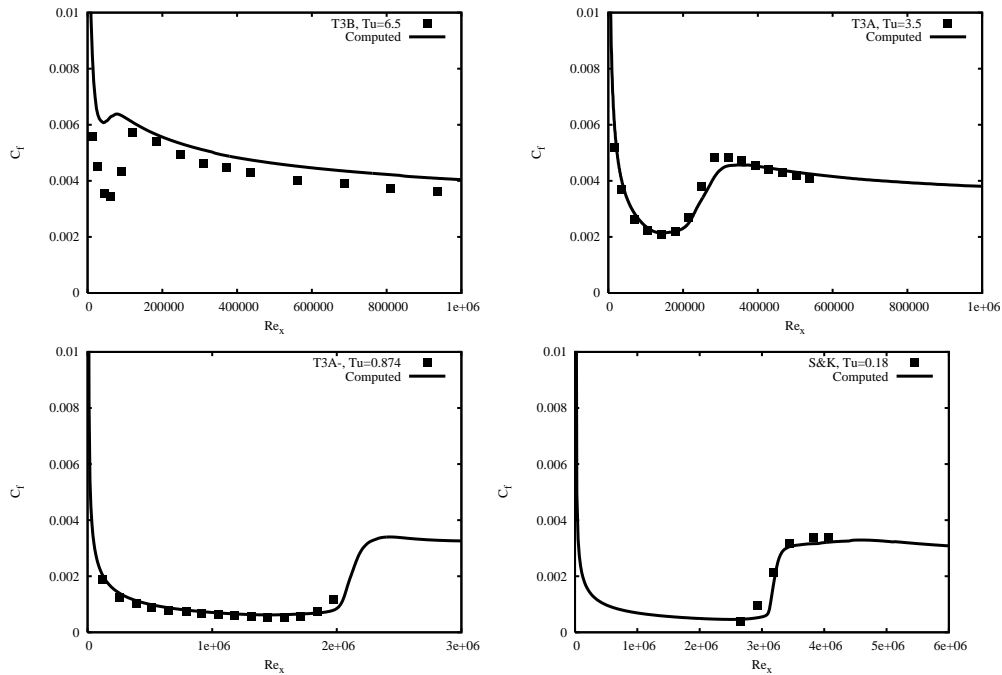 T3B, Tu=6.5
Computed
0.01
0.008
0.006
0.004
0.002
0
C_f
0
200000
400000
600000
800000
1e+06
Re_x
T3A, Tu=3.5
Computed
0.01
0.008
0.006
0.004
0.002
0
C_f
0
200000
400000
600000
800000
1e+06
Re_x
T3A-, Tu=0.874
Computed
0.01
0.008
0.006
0.004
0.002
0
C_f
0
1e+06
2e+06
3e+06
Re_x
S&K, Tu=0.18
Computed
0.01
0.008
0.006
0.004
0.002
0
C_f
0
1e+06
2e+06
3e+06
4e+06
5e+06
6e+06
Re_x